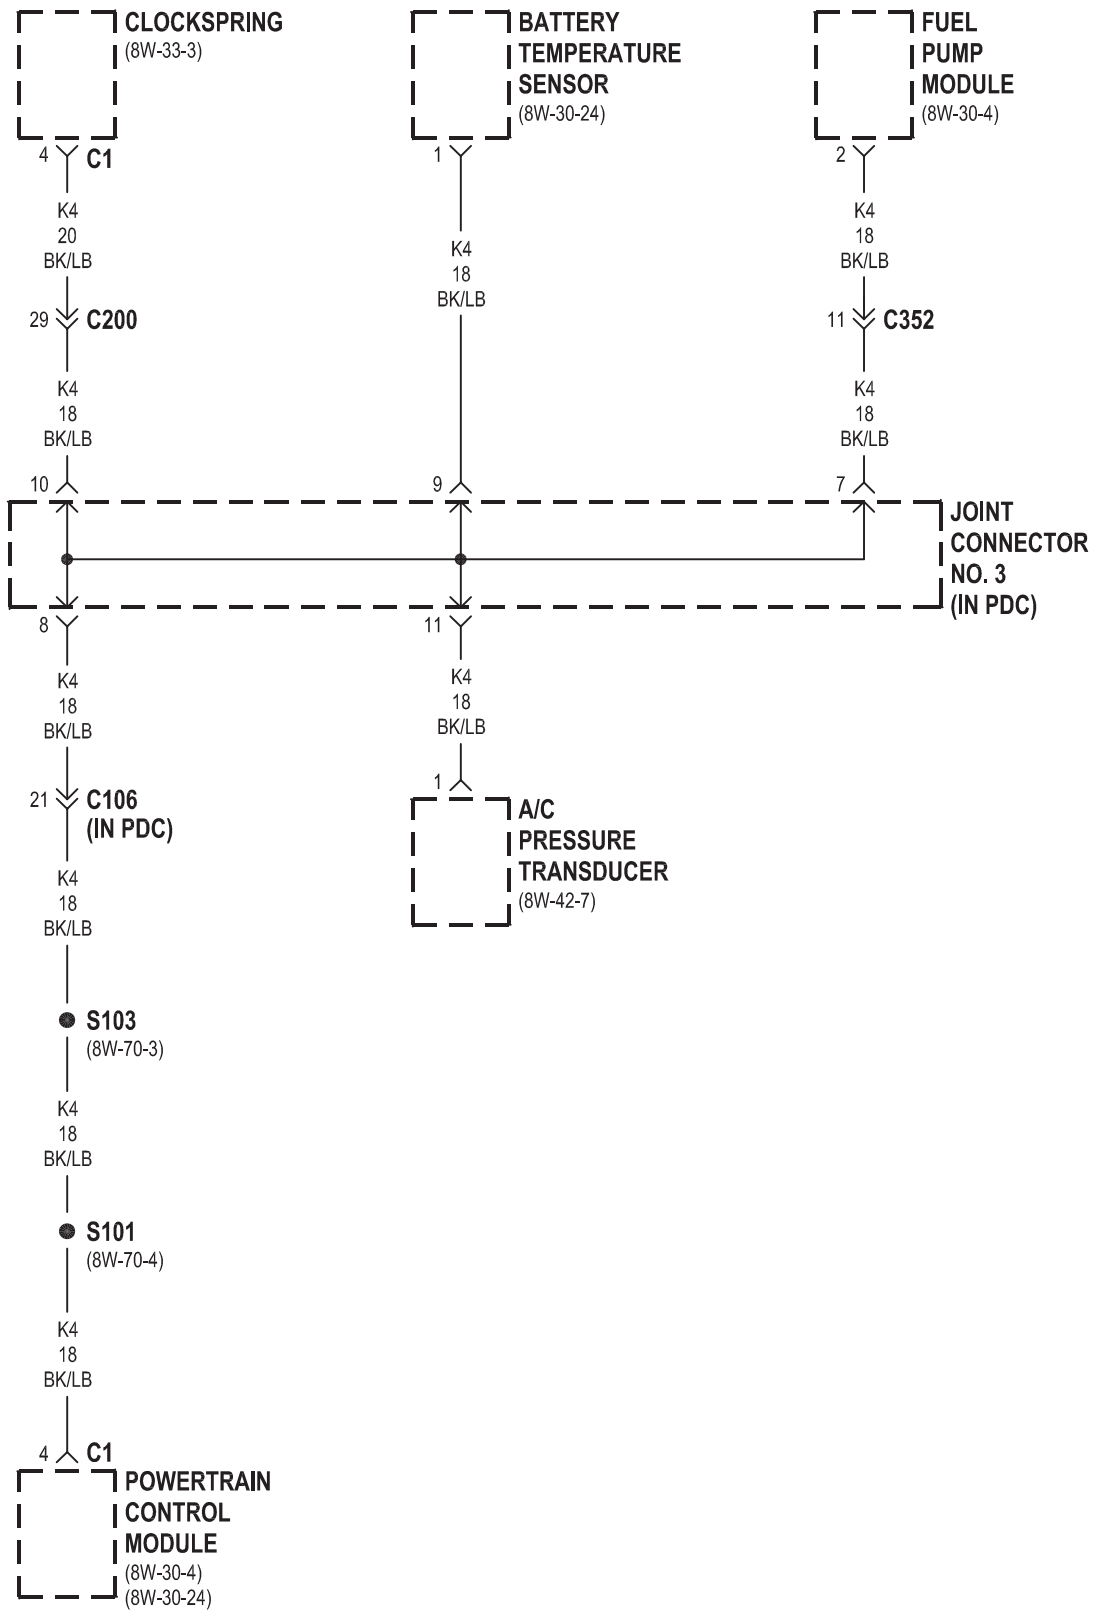 CLOCKSPRING
(8W-33-3)
BATTERY
TEMPERATURE
SENSOR
(8W-30-24)
FUEL
PUMP
MODULE
(8W-30-4)
4 C1
1
2
K4
20
BK/LB
K4
18
BK/LB
K4
18
BK/LB
29 C200
11 C352
K4
18
BK/LB
K4
18
BK/LB
10
9
7
JOINT
CONNECTOR
NO. 3
(IN PDC)
8
11
K4
18
BK/LB
K4
18
BK/LB
21 C106
(IN PDC)
1
A/C
PRESSURE
TRANSDUCER
(8W-42-7)
K4
18
BK/LB
S103
(8W-70-3)
K4
18
BK/LB
S101
(8W-70-4)
K4
18
BK/LB
4 C1
POWERTRAIN
CONTROL
MODULE
(8W-30-4)
(8W-30-24)